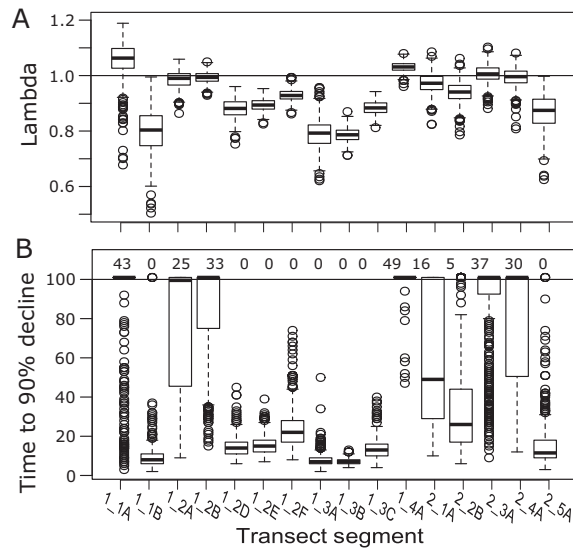 A
Lambda
1.2
1.0
0.8
0.6
B
43 0 25 33 0 0 0 0 0 0 49 16 5 37 30 0
Time to 90% decline
100
80
60
40
20
0
1_1A 1_1B 1_2A 1_2B 1_2D 1_2E 1_2F 1_3A 1_3B 1_3C 1_4A 2_1A 2_2B 2_3A 2_4A 2_5A
Transect segment